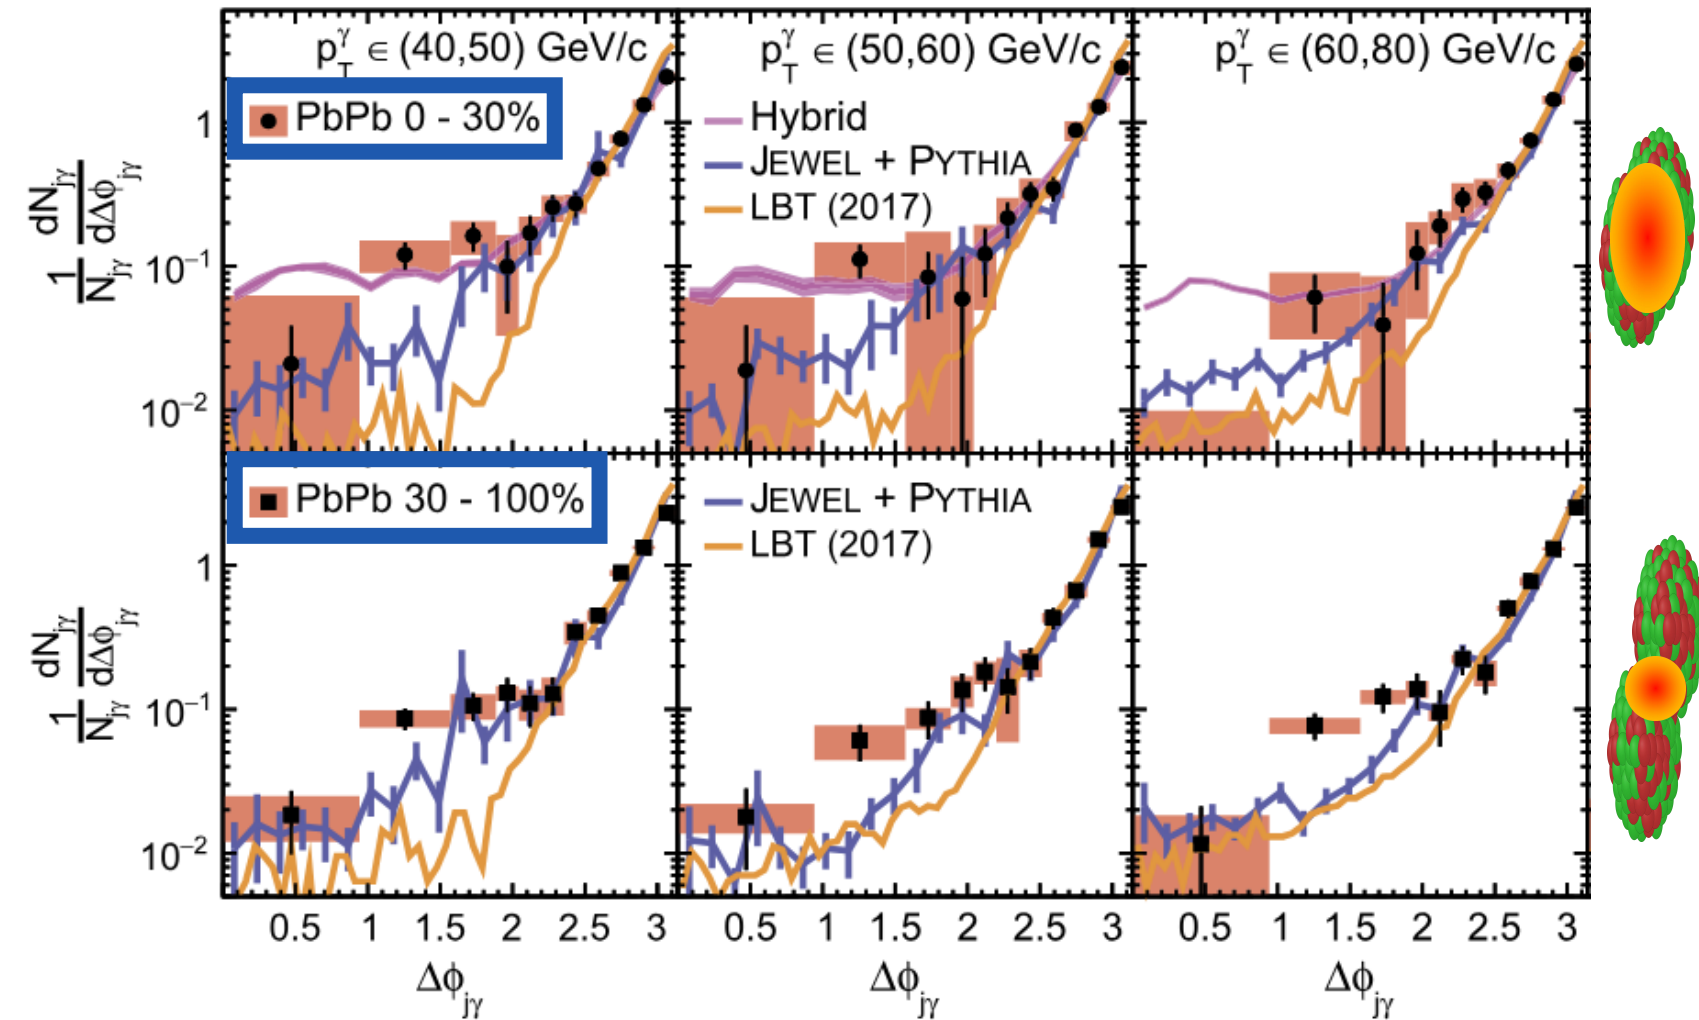 p_T^γ ∈ (40,50) GeV/c
p_T^γ ∈ (50,60) GeV/c
p_T^γ ∈ (60,80) GeV/c
PbPb 0 - 30%
Hybrid
JEWEL + PYTHIA
LBT (2017)
1
10⁻¹
10⁻²
1/N_jγ dN_jγ/dΔϕ_jγ
PbPb 30 - 100%
JEWEL + PYTHIA
LBT (2017)
1
10⁻¹
10⁻²
1/N_jγ dN_jγ/dΔϕ_jγ
0.5 1 1.5 2 2.5 3
0.5 1 1.5 2 2.5 3
0.5 1 1.5 2 2.5 3
Δϕ_jγ
Δϕ_jγ
Δϕ_jγ